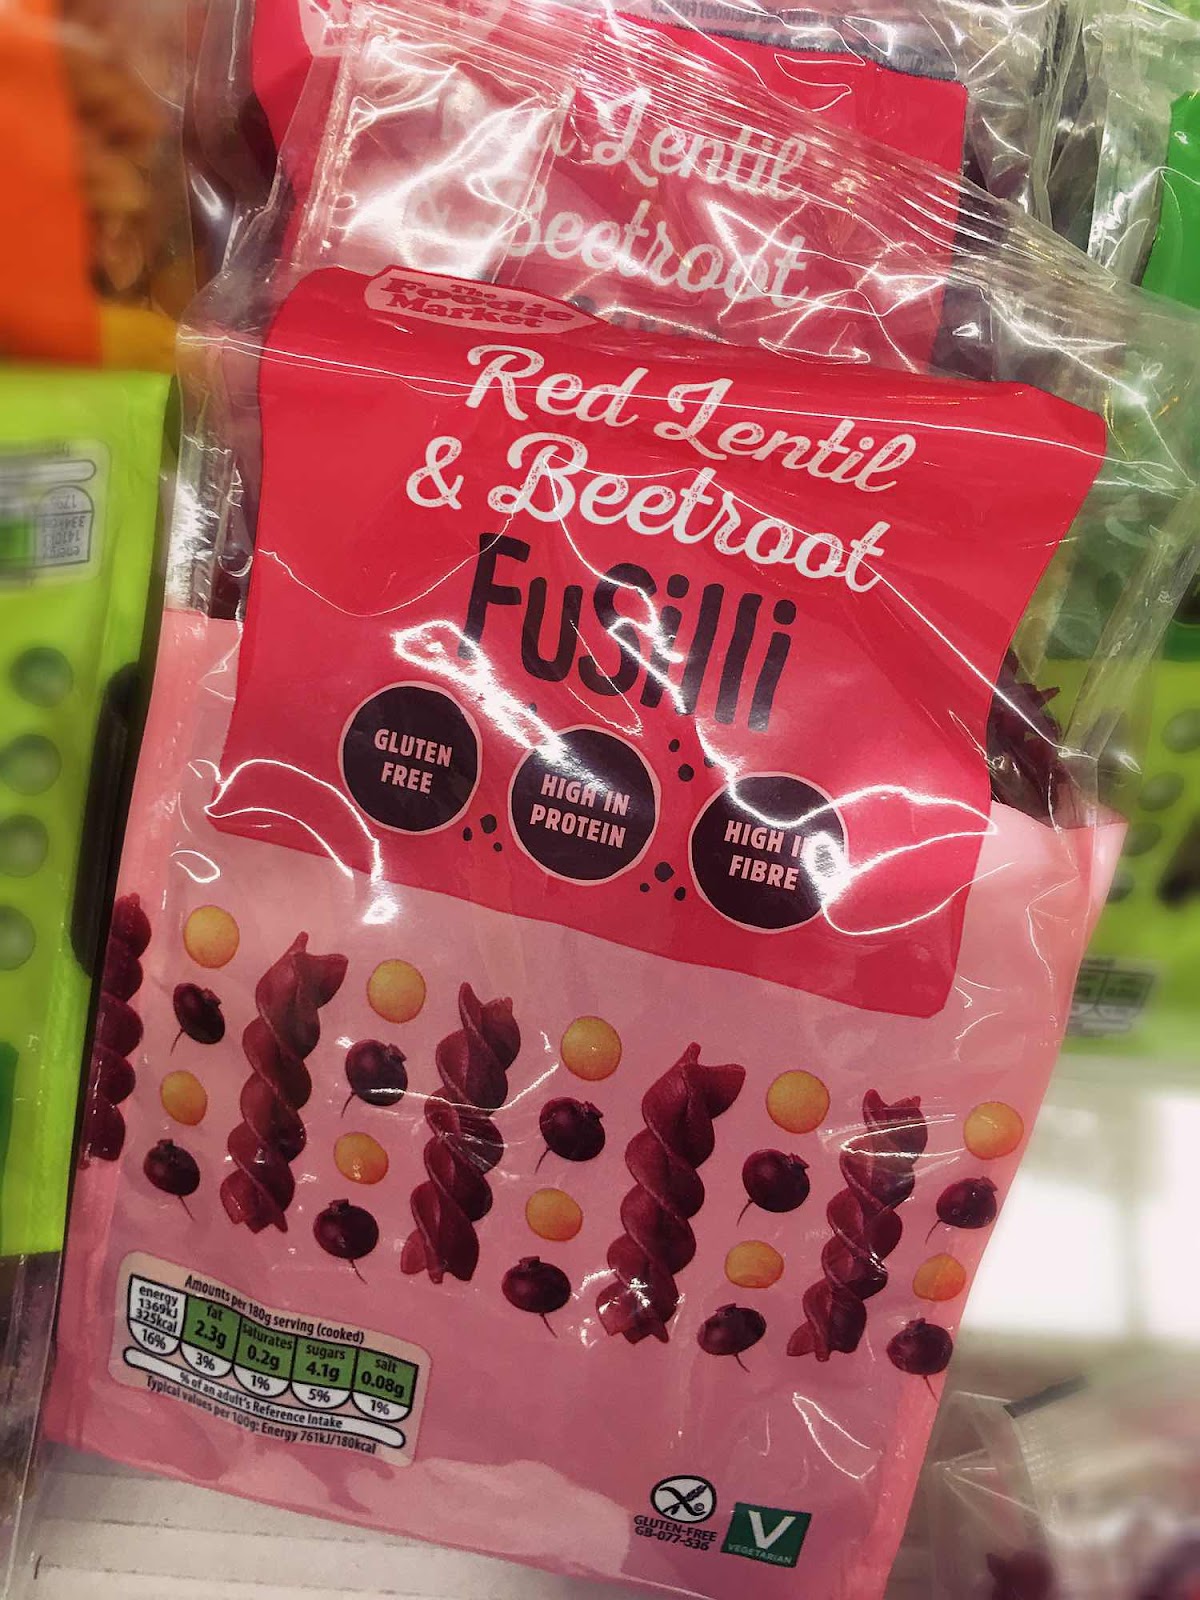 Lentil
& Beetroot
The
Foodie
Market
Red Lentil
& Beetroot
FuSilli
GLUTEN
FREE
HIGH IN
PROTEIN
HIGH IN
FIBRE
Amounts per 180g serving (cooked)
energy
1369kJ
325kcal
16%
fat
2.3g
3%
saturates
0.2g
1%
sugars
4.1g
5%
salt
0.08g
1%
% of an adult's Reference Intake
Typical values per 100g: Energy 761kJ/180kcal
GLUTEN-FREE
GB-077-536
V
VEGETARIAN